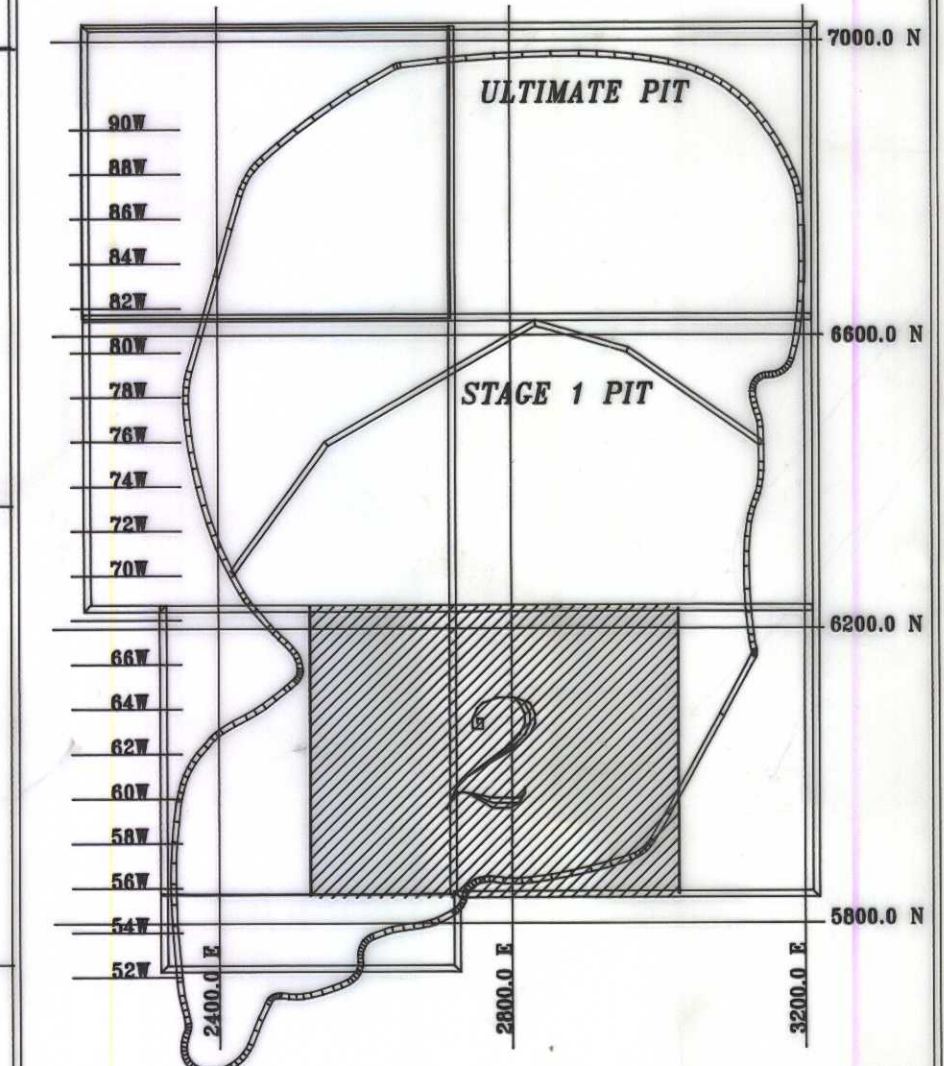 7000.0 N
ULTIMATE PIT
90W
88W
86W
84W
82W
6600.0 N
80W
STAGE 1 PIT
78W
76W
74W
72W
70W
6200.0 N
66W
64W
2
62W
60W
58W
56W
5800.0 N
54W
52W
2400.0 E
2800.0 E
3200.0 E